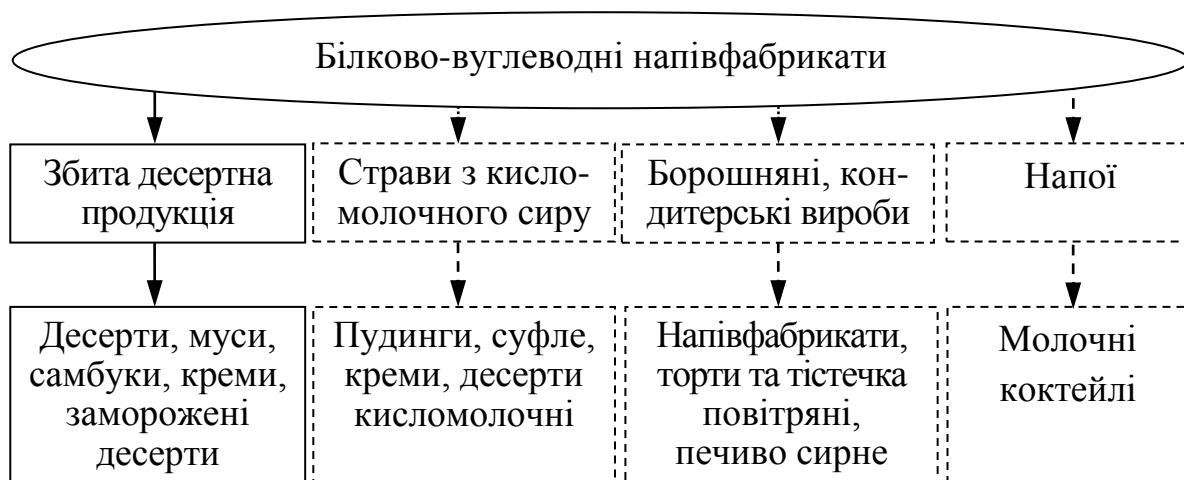 Білково-вуглеводні напівфабрикати
Збита десертна
продукція
Страви з кисло-
молочного сиру
Борошняні, кон-
дитерські вироби
Напої
Десерти, муси,
самбуки, креми,
заморожені
десерти
Пудинги, суфле,
креми, десерти
кисломолочні
Напівфабрикати,
торти та тістечка
повітряні,
печиво сирне
Молочні
коктейлі